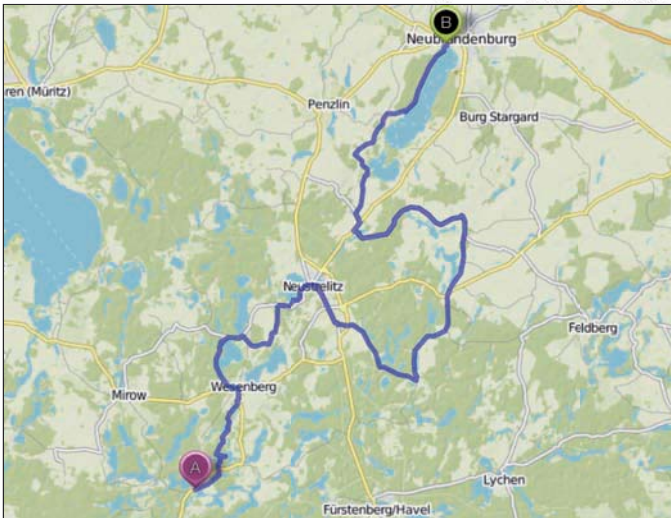 B
Neubrandenburg
ren (Müritz)
Penzlin
Burg Stargard
Neustrelitz
Feldberg
Wesenberg
Mirow
A
Lychen
Fürstenberg/Havel